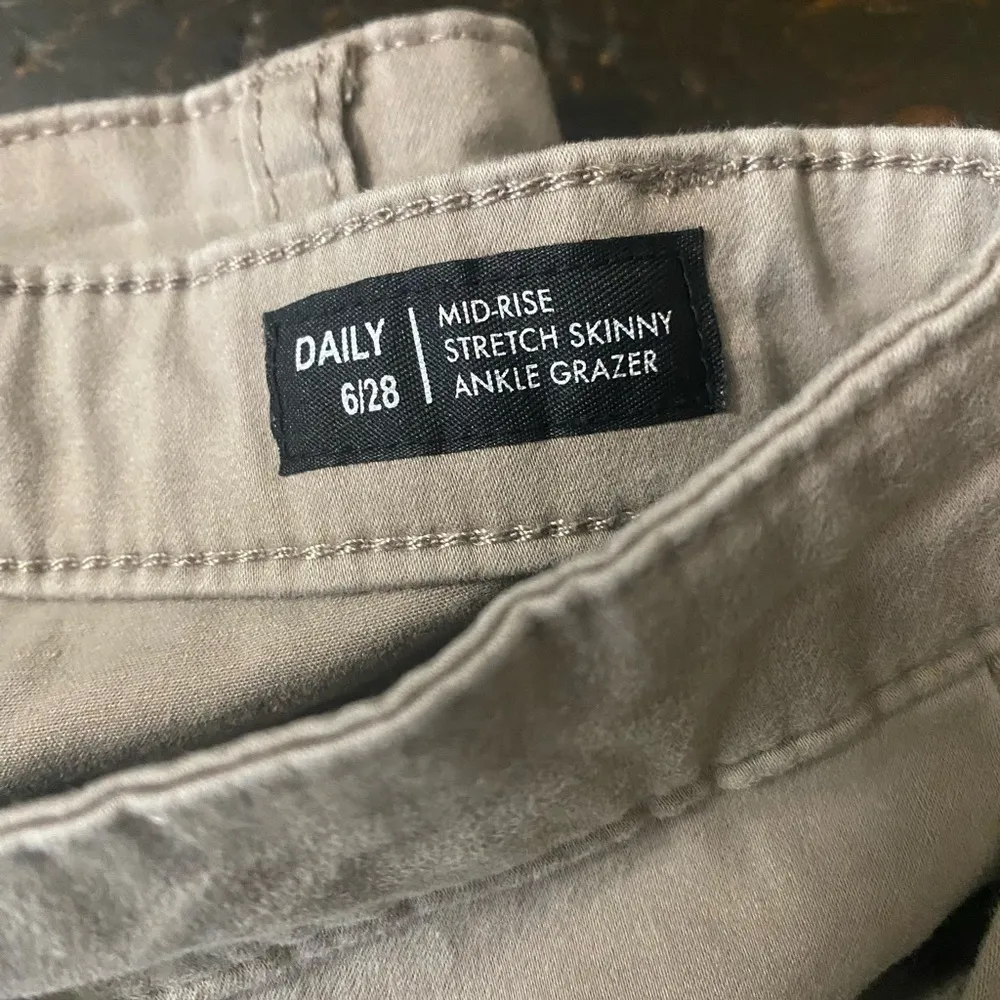 DAILY
6/28
MID-RISE
STRETCH SKINNY
ANKLE GRAZER